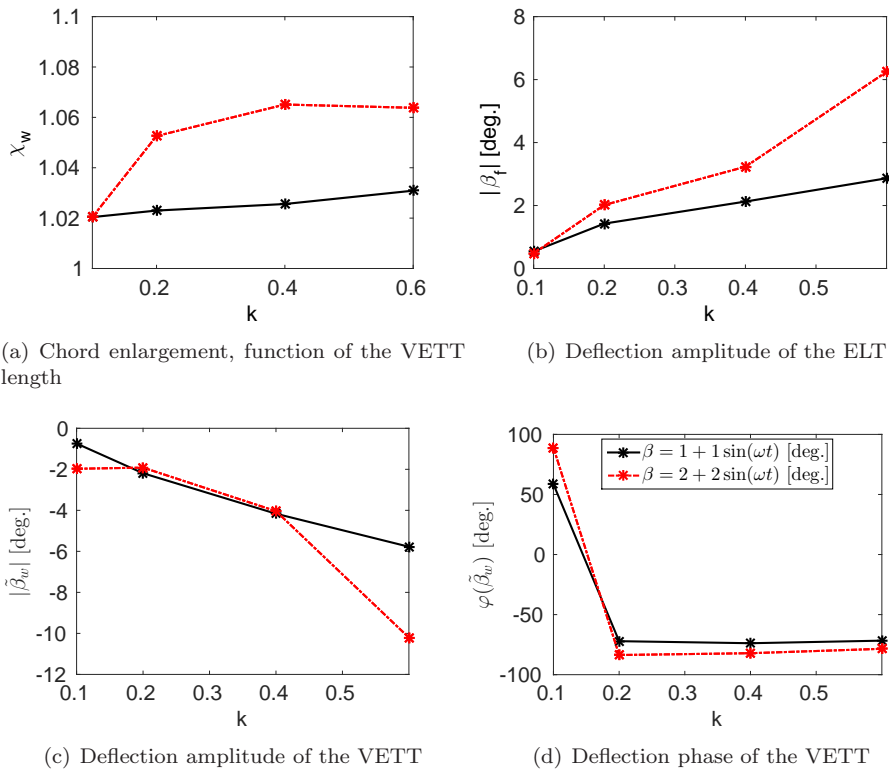 1.1
1.08
1.06
1.04
1.02
1
χw
0.2 0.4 0.6
k
(a) Chord enlargement, function of the VETT
length
8
6
4
2
0
|βf| [deg.]
0.1 0.2 0.3 0.4 0.5
k
(b) Deflection amplitude of the ELT
0
-2
-4
-6
-8
-10
-12
|β̃w| [deg.]
0.1 0.2 0.3 0.4 0.5
k
(c) Deflection amplitude of the VETT
100
50
0
-50
-100
φ(β̃w) [deg.]
β = 1 + 1 sin(ωt) [deg.]
β = 2 + 2 sin(ωt) [deg.]
0.1 0.2 0.3 0.4 0.5
k
(d) Deflection phase of the VETT